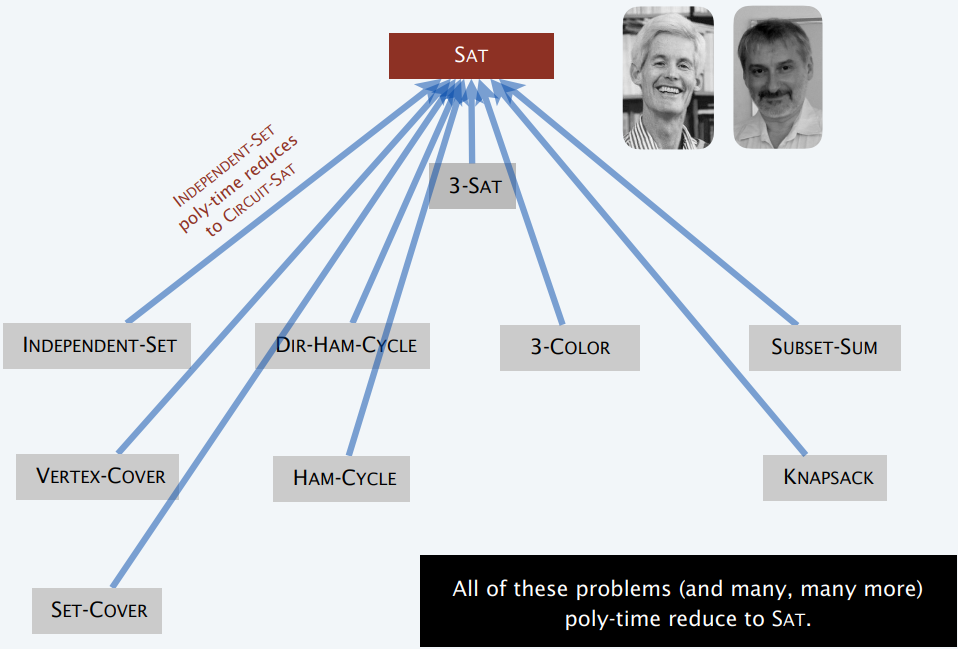 SAT
INDEPENDENT-SET
poly-time reduces
to CIRCUIT-SAT
3-SAT
INDEPENDENT-SET
DIR-HAM-CYCLE
3-COLOR
SUBSET-SUM
VERTEX-COVER
HAM-CYCLE
KNAPSACK
SET-COVER
All of these problems (and many, many more)
poly-time reduce to SAT.